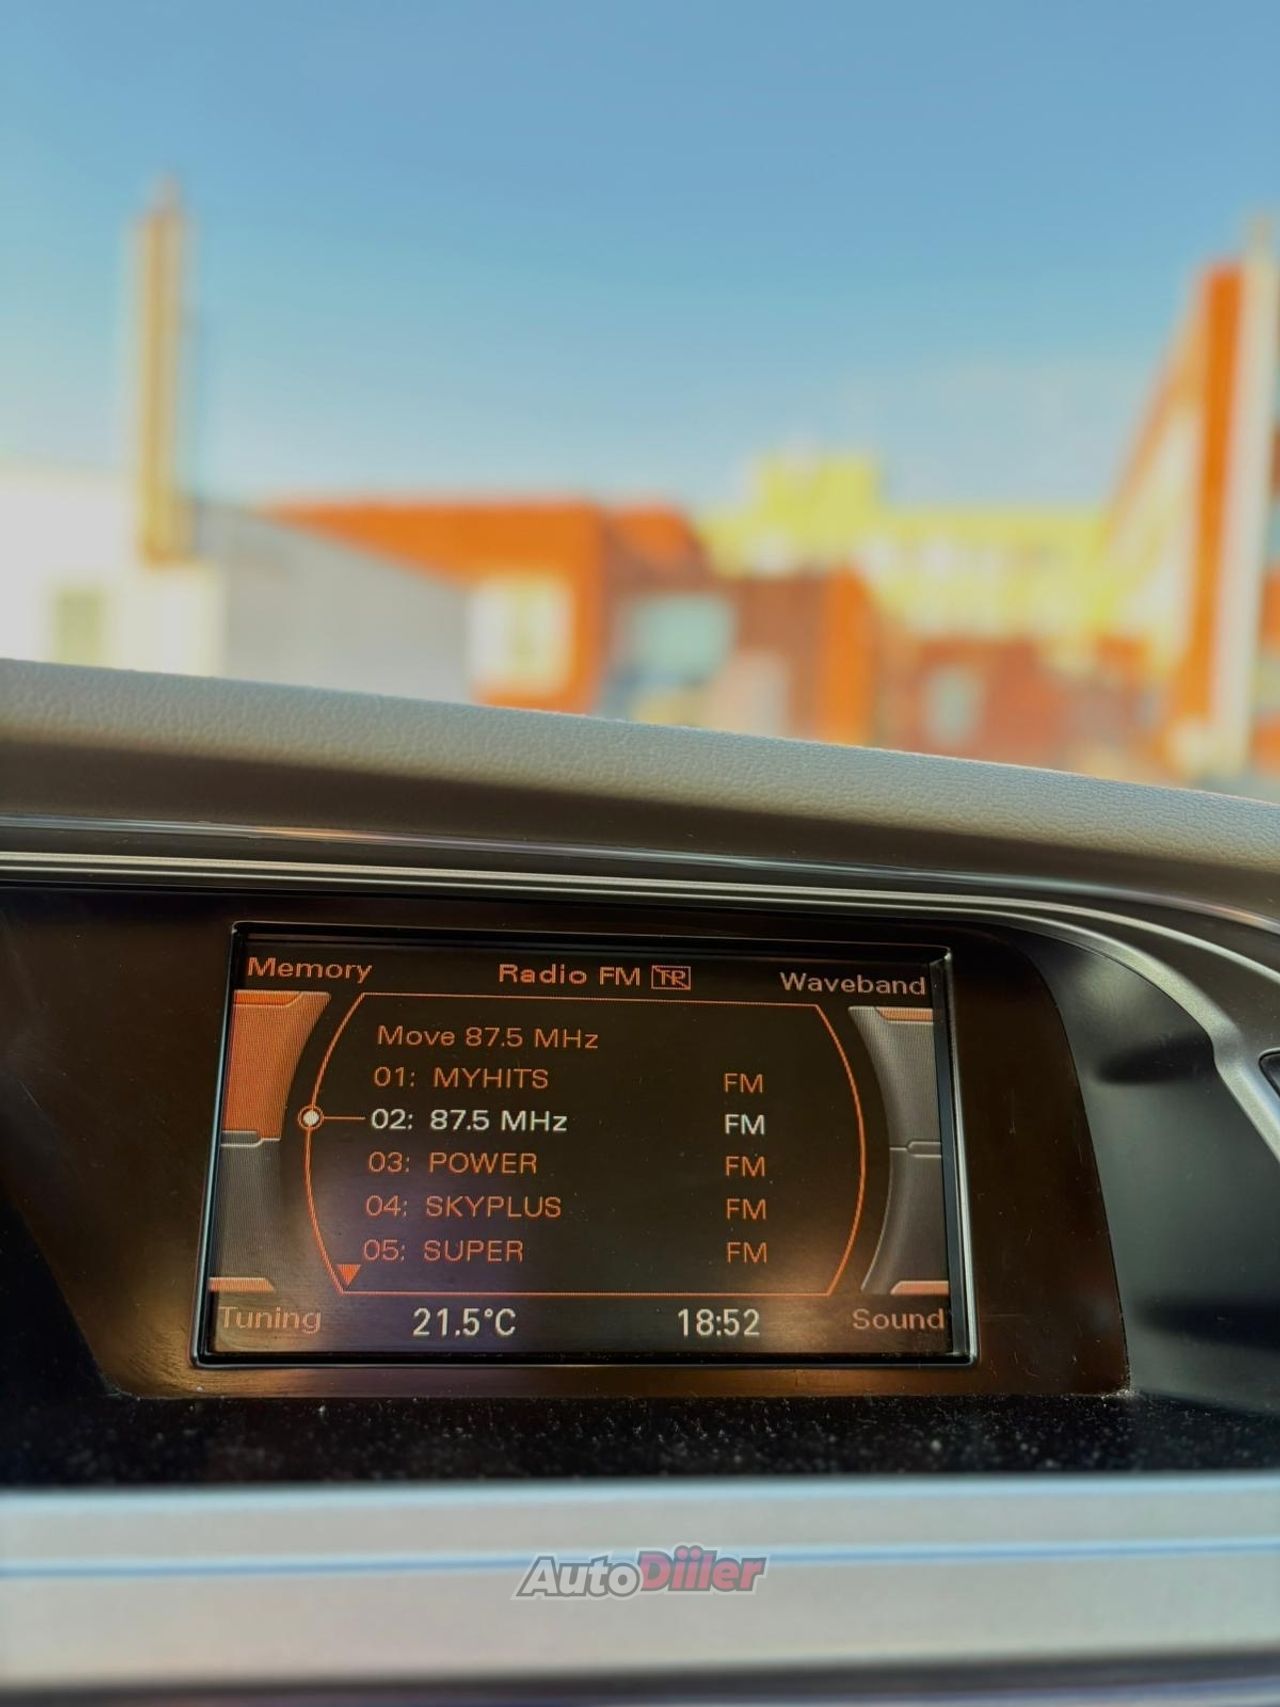 Memory Radio FM TP Waveband
Move 87.5 MHz
01: MYHITS FM
02: 87.5 MHz FM
03: POWER FM
04: SKYPLUS FM
05: SUPER FM
Tuning 21.5°C 18:52 Sound
AutoDiiler